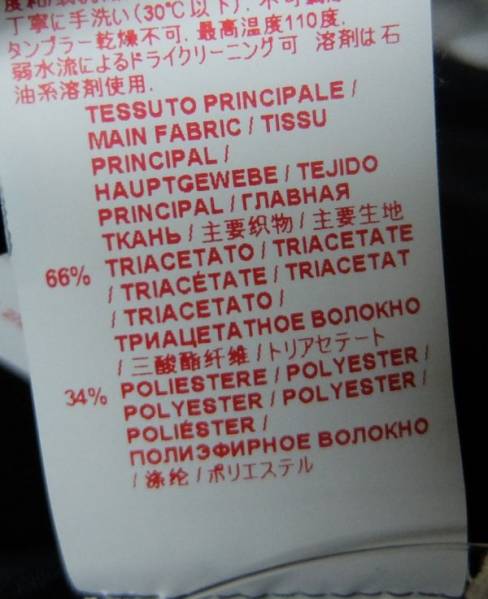 丁寧に手洗い(30℃以下). 不可
タンブラー乾燥不可. 最高温度110度.
弱水流によるドライクリーニング可 溶剤は石
油系溶剤使用.
TESSUTO PRINCIPALE /
MAIN FABRIC / TISSU
PRINCIPAL /
HAUPTGEWEBE / TEJIDO
PRINCIPAL / ГЛАВНАЯ
ТКАНЬ / 主要织物 / 主要生地
66% TRIACETATO / TRIACETATE
/ TRIACÉTATE / TRIACETAT
/ TRIACETATO /
ТРИАЦЕТАТНОЕ ВОЛОКНО
/ 三酸酯纤维 / トリアセテート
34% POLIESTERE / POLYESTER /
POLYESTER / POLYESTER /
POLIÉSTER /
ПОЛИЭФИРНОЕ ВОЛОКНО
/ 涤纶 / ポリエステル